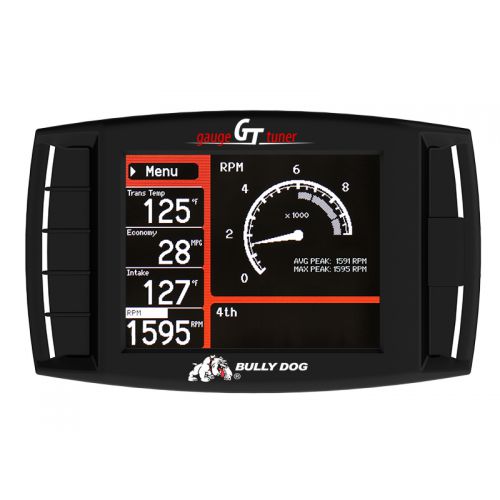 gauge GT tuner
Menu
Trans Temp
125 °F
Economy
28 MPG
Intake
127 °F
RPM
1595 RPM
RPM
0 2 4 6 8
x 1000
AVG PEAK: 1591 RPM
MAX PEAK: 1595 RPM
4th
BULLY DOG
®